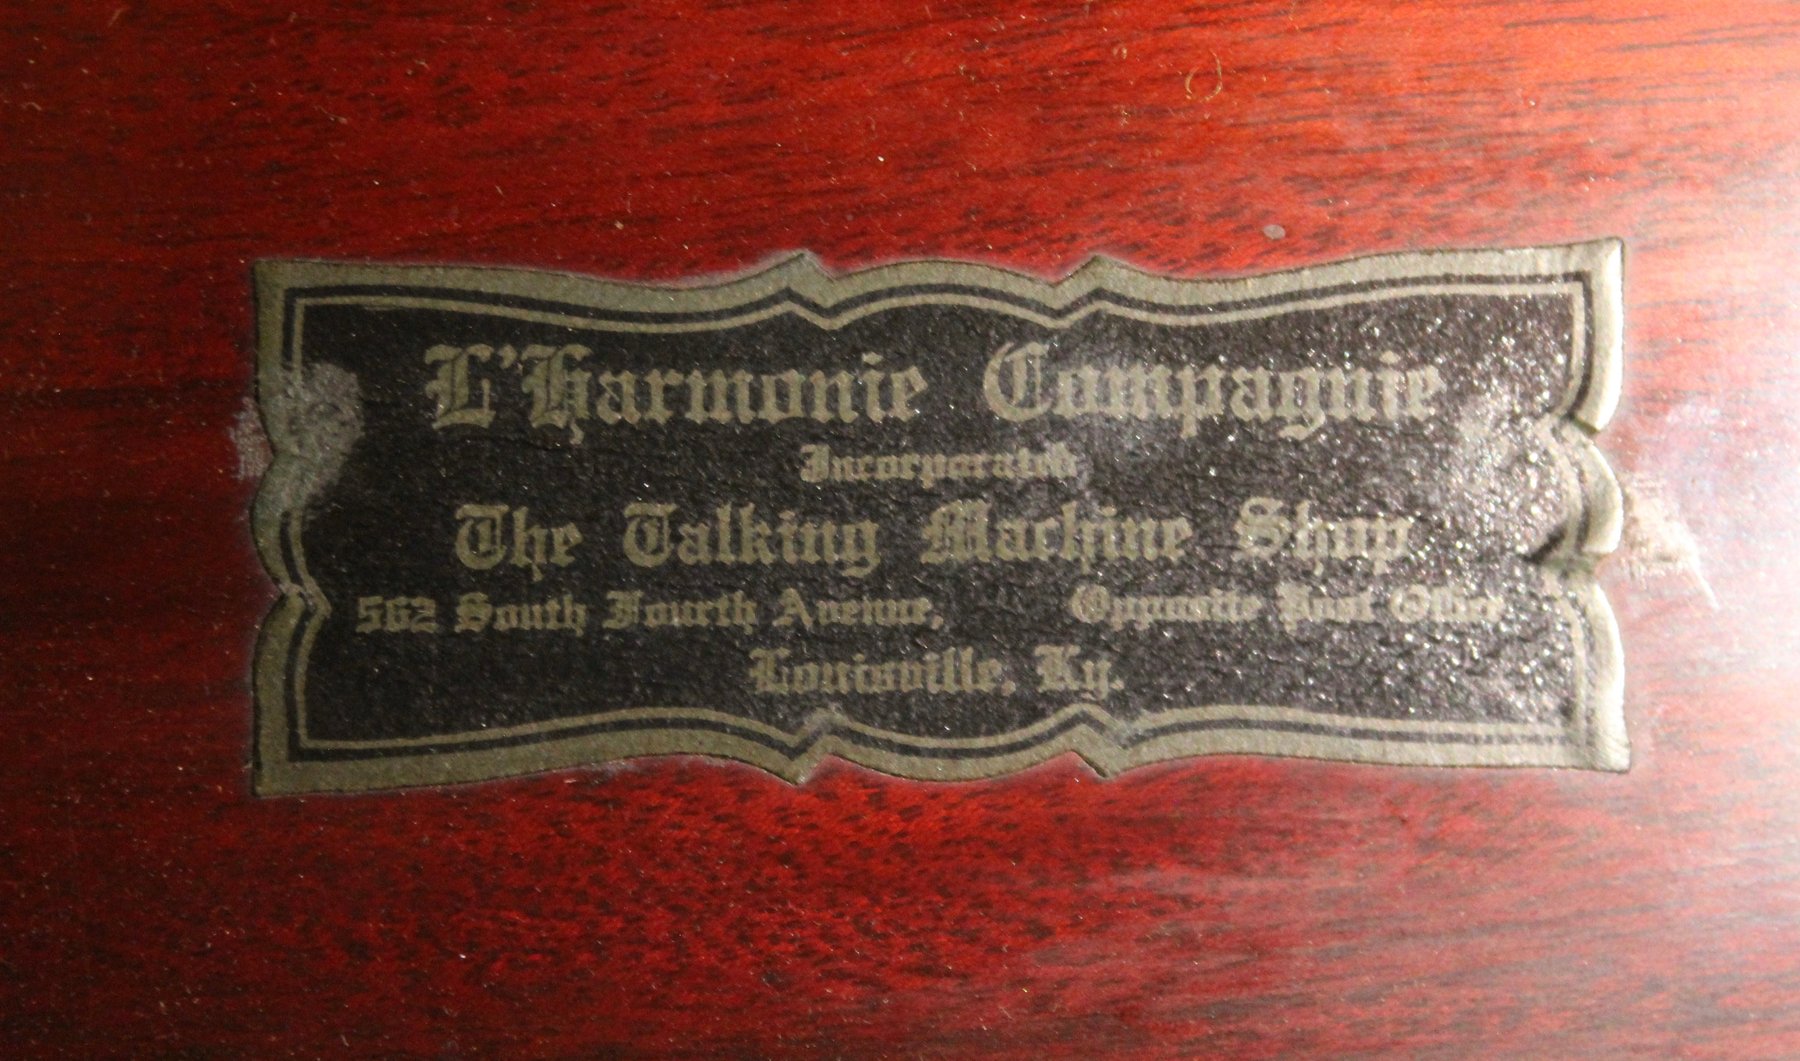 L'Harmonie Compagnie
Incorporated
The Talking Machine Shop
562 South Fourth Avenue, Opposite Post Office
Louisville, Ky.